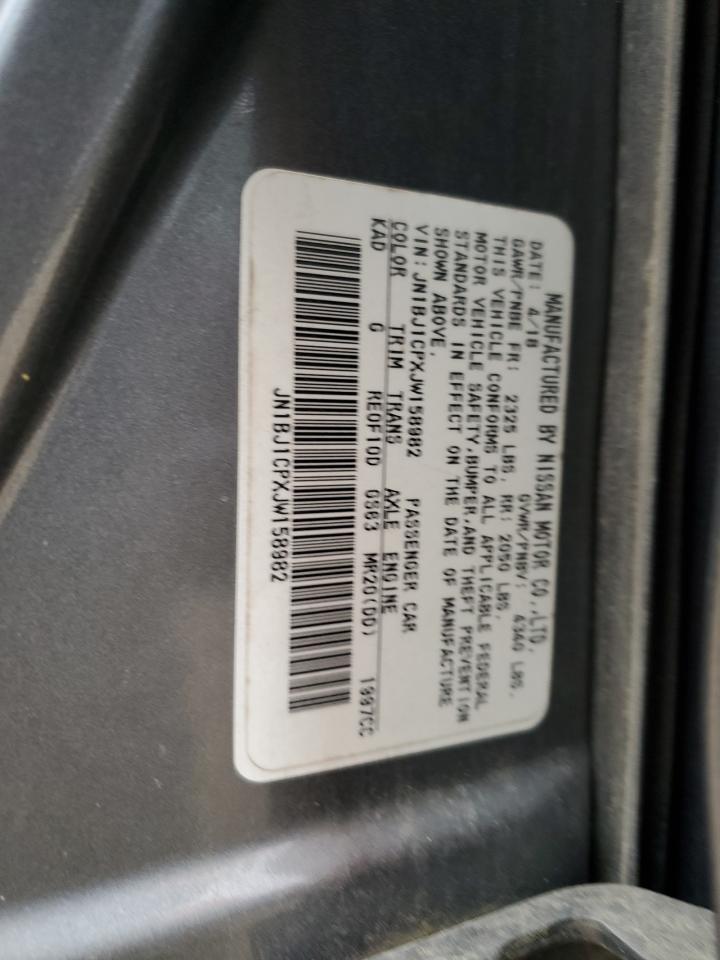 MANUFACTURED BY NISSAN MOTOR CO.,LTD.
DATE: 4/18 GVWR/PNBV: 4340 LBS.
GAWR/PNBE FR: 2325 LBS. RR: 2050 LBS.
THIS VEHICLE CONFORMS TO ALL APPLICABLE FEDERAL
MOTOR VEHICLE SAFETY,BUMPER,AND THEFT PREVENTION
STANDARDS IN EFFECT ON THE DATE OF MANUFACTURE
SHOWN ABOVE.
VIN: JN1BJ1CPXJW158982 PASSENGER CAR
COLOR TRIM TRANS AXLE ENGINE
KAD G RE0F10D GS63 MR20(DD) 1997CC
JN1BJ1CPXJW158982